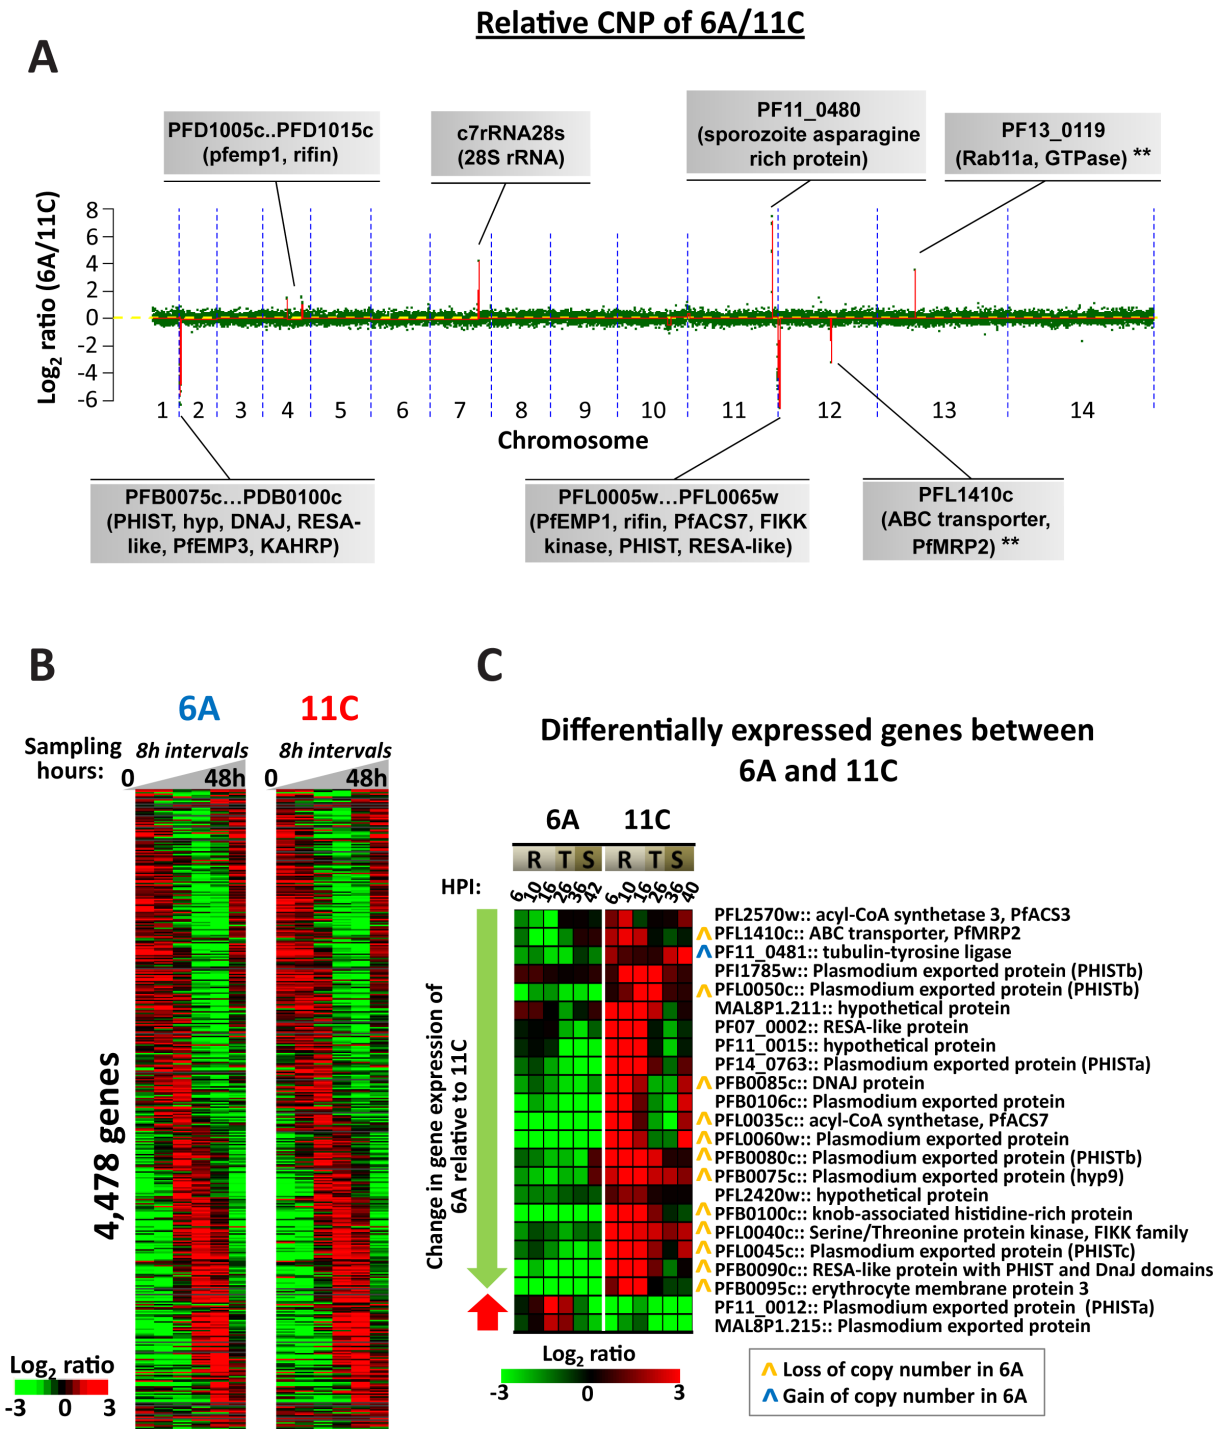 Relative CNP of 6A/11C
A
PFD1005c..PFD1015c
(pfemp1, rifin)
c7rRNA28s
(28S rRNA)
PF11_0480
(sporozoite asparagine
rich protein)
PF13_0119
(Rab11a, GTPase) **
Log2 ratio (6A/11C)
8
6
4
2
0
-2
-4
-6
1 2 3 4 5 6 7 8 9 10 11 12 13 14
Chromosome
PFB0075c...PDB0100c
(PHIST, hyp, DNAJ, RESA-
like, PfEMP3, KAHRP)
PFL0005w...PFL0065w
(PfEMP1, rifin, PfACS7, FIKK
kinase, PHIST, RESA-like)
PFL1410c
(ABC transporter,
PfMRP2) **
B
6A 11C
Sampling
hours:
8h intervals 8h intervals
0 48h 0 48h
4,478 genes
Log2 ratio
-3 0 3
C
Differentially expressed genes between
6A and 11C
6A 11C
R T S R T S
HPI: 6 10 16 26 36 42 6 10 16 26 36 40
Change in gene expression of
6A relative to 11C
PFL2570w:: acyl-CoA synthetase 3, PfACS3
^ PFL1410c:: ABC transporter, PfMRP2
^ PF11_0481:: tubulin-tyrosine ligase
PFI1785w:: Plasmodium exported protein (PHISTb)
^ PFL0050c:: Plasmodium exported protein (PHISTb)
MAL8P1.211:: hypothetical protein
PF07_0002:: RESA-like protein
PF11_0015:: hypothetical protein
PF14_0763:: Plasmodium exported protein (PHISTa)
^ PFB0085c:: DNAJ protein
PFB0106c:: Plasmodium exported protein
^ PFL0035c:: acyl-CoA synthetase, PfACS7
^ PFL0060w:: Plasmodium exported protein
^ PFB0080c:: Plasmodium exported protein (PHISTb)
^ PFB0075c:: Plasmodium exported protein (hyp9)
PFL2420w:: hypothetical protein
^ PFB0100c:: knob-associated histidine-rich protein
^ PFL0040c:: Serine/Threonine protein kinase, FIKK family
^ PFL0045c:: Plasmodium exported protein (PHISTc)
^ PFB0090c:: RESA-like protein with PHIST and DnaJ domains
^ PFB0095c:: erythrocyte membrane protein 3
PF11_0012:: Plasmodium exported protein (PHISTa)
MAL8P1.215:: Plasmodium exported protein
Log2 ratio
-3 0 3
^ Loss of copy number in 6A
^ Gain of copy number in 6A